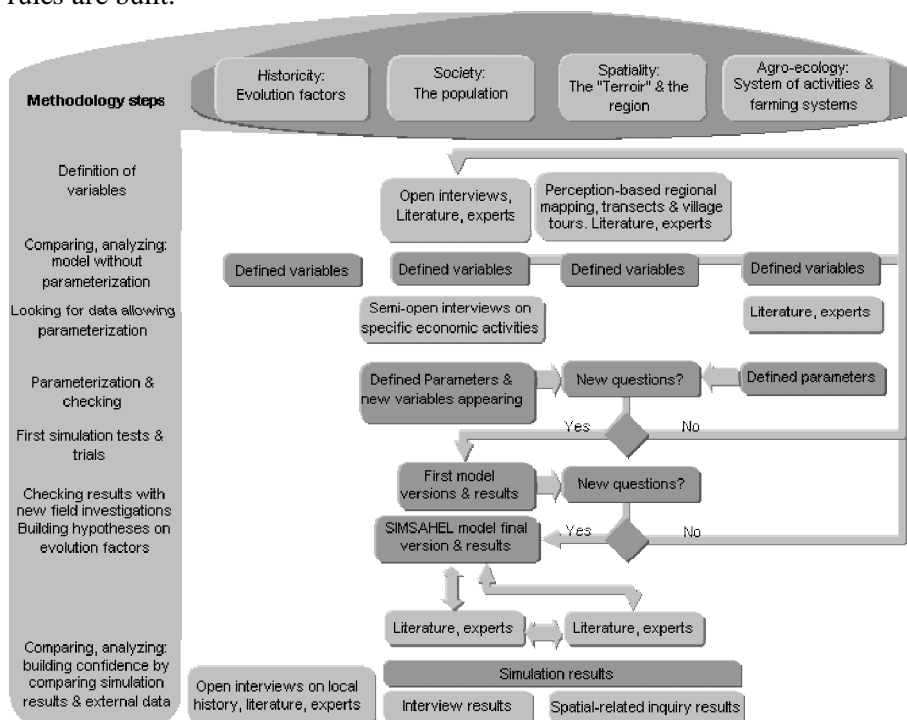 rules are built.
Historicity:
Evolution factors
Society:
The population
Spatiality:
The "Terroir" & the
region
Agro-ecology:
System of activities &
farming systems
Methodology steps
Definition of
variables
Open interviews,
Literature, experts
Perception-based regional
mapping, transects & village
tours. Literature, experts
Comparing, analyzing:
model without
parameterization
Defined variables
Defined variables
Defined variables
Defined variables
Looking for data allowing
parameterization
Semi-open interviews on
specific economic activities
Literature, experts
Parameterization &
checking
Defined Parameters &
new variables appearing
New questions?
Defined parameters
First simulation tests &
trials
Yes
No
First model
versions & results
New questions?
Checking results with
new field investigations
Building hypotheses on
evolution factors
SIMSAHEL model final
version & results
Yes
No
Literature, experts
Literature, experts
Comparing, analyzing:
building confidence by
comparing simulation
results & external data
Simulation results
Open interviews on local
history, literature, experts
Interview results
Spatial-related inquiry results